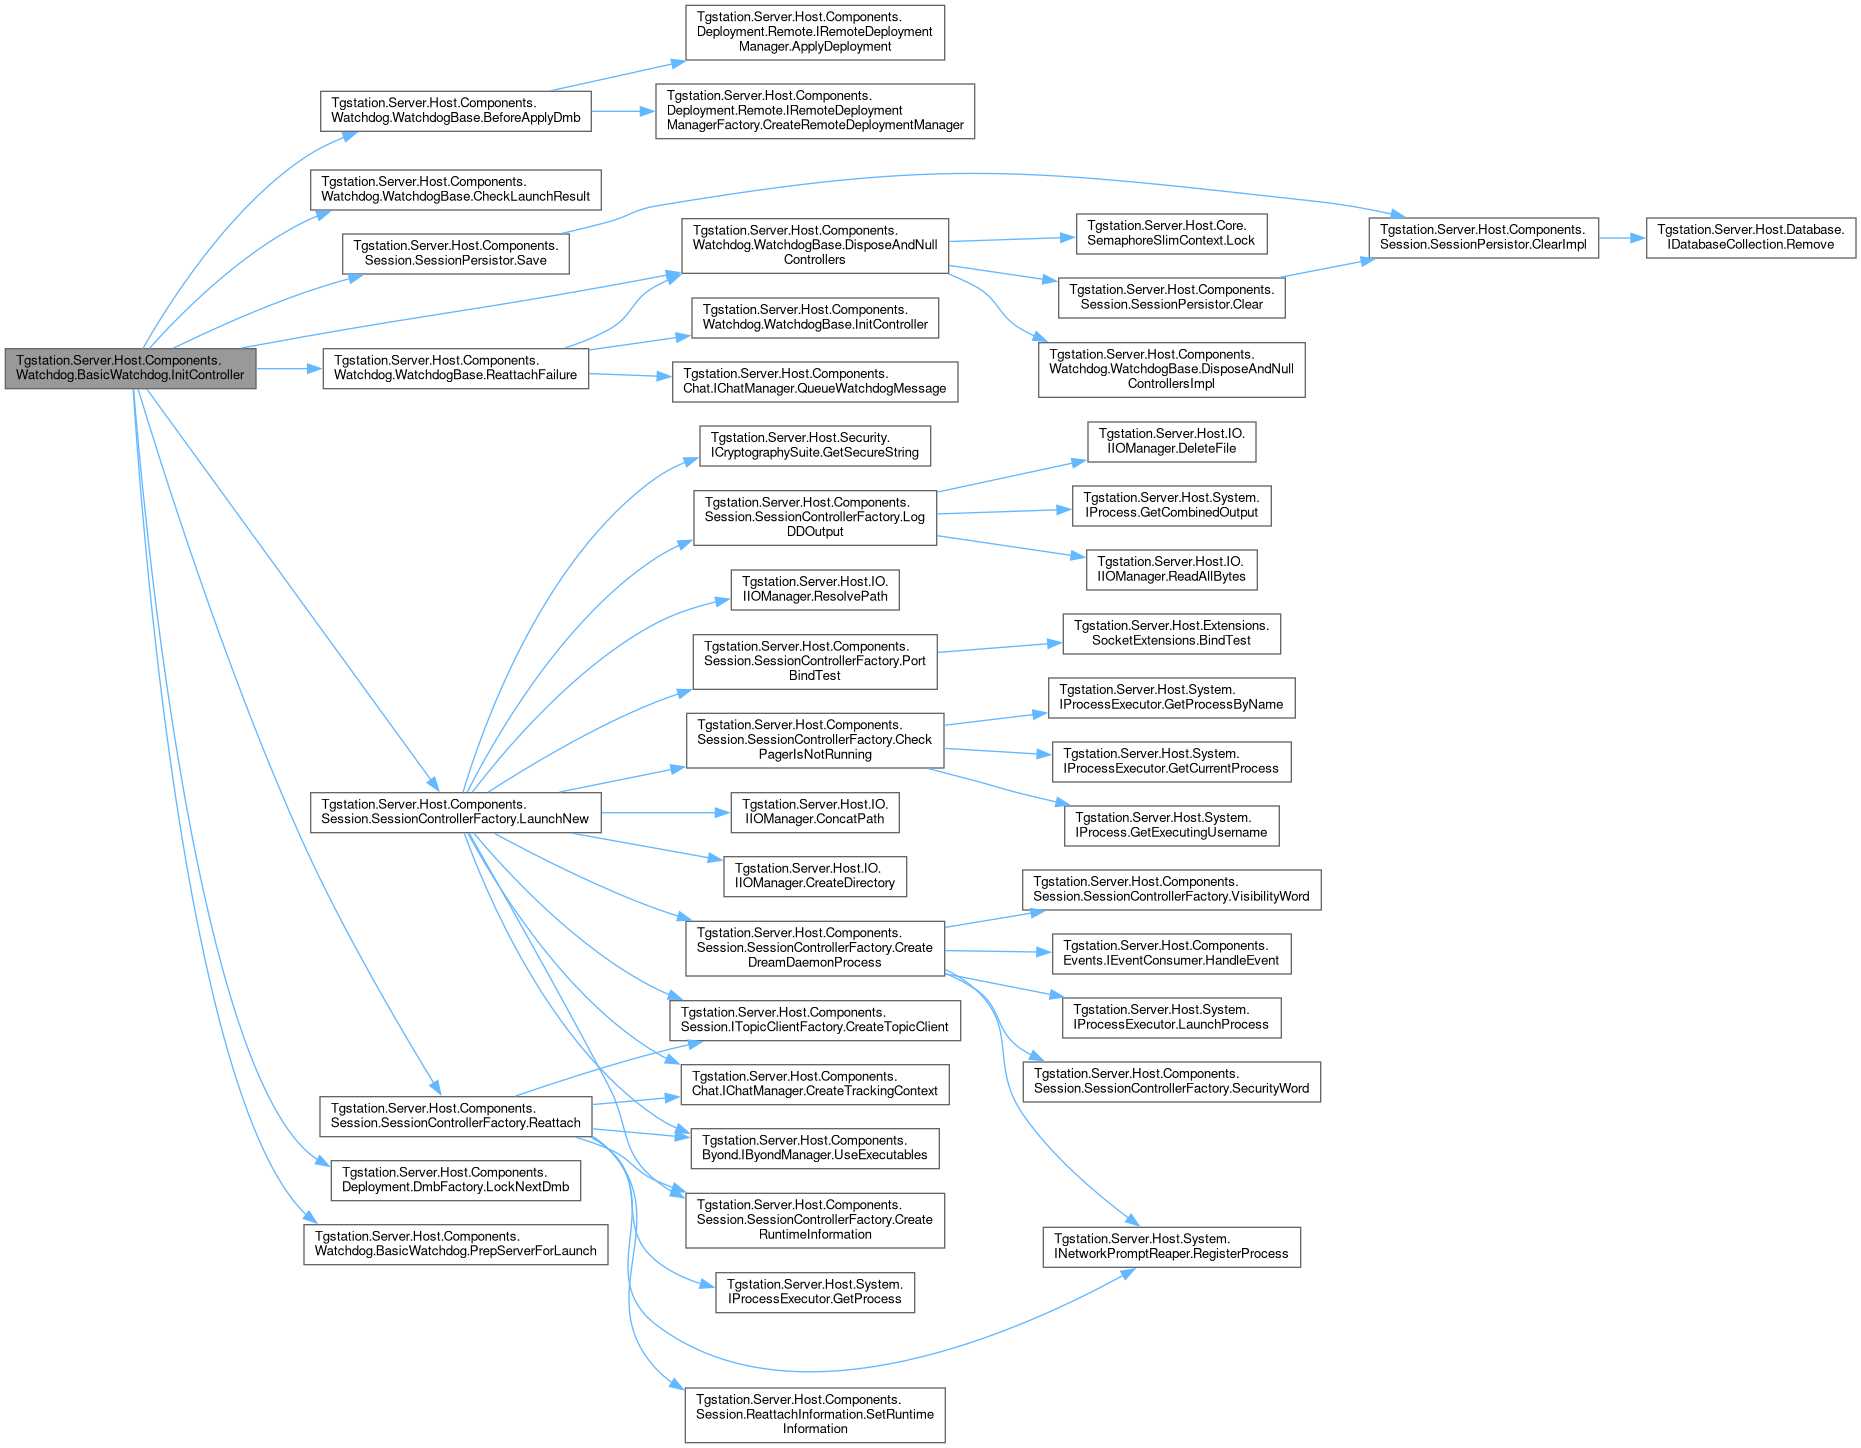 Tgstation.Server.Host.Components.
Watchdog.BasicWatchdog.InitController
Tgstation.Server.Host.Components.
Watchdog.WatchdogBase.BeforeApplyDmb
Tgstation.Server.Host.Components.
Deployment.Remote.IRemoteDeployment
Manager.ApplyDeployment
Tgstation.Server.Host.Components.
Deployment.Remote.IRemoteDeployment
ManagerFactory.CreateRemoteDeploymentManager
Tgstation.Server.Host.Components.
Watchdog.WatchdogBase.CheckLaunchResult
Tgstation.Server.Host.Components.
Session.SessionPersistor.Save
Tgstation.Server.Host.Components.
Watchdog.WatchdogBase.DisposeAndNull
Controllers
Tgstation.Server.Host.Core.
SemaphoreSlimContext.Lock
Tgstation.Server.Host.Components.
Session.SessionPersistor.ClearImpl
Tgstation.Server.Host.Database.
IDatabaseCollection.Remove
Tgstation.Server.Host.Components.
Session.SessionPersistor.Clear
Tgstation.Server.Host.Components.
Watchdog.WatchdogBase.DisposeAndNull
ControllersImpl
Tgstation.Server.Host.Components.
Watchdog.WatchdogBase.InitController
Tgstation.Server.Host.Components.
Watchdog.WatchdogBase.ReattachFailure
Tgstation.Server.Host.Components.
Chat.IChatManager.QueueWatchdogMessage
Tgstation.Server.Host.Security.
ICryptographySuite.GetSecureString
Tgstation.Server.Host.Components.
Session.SessionControllerFactory.Log
DDOutput
Tgstation.Server.Host.IO.
IIOManager.DeleteFile
Tgstation.Server.Host.System.
IProcess.GetCombinedOutput
Tgstation.Server.Host.IO.
IIOManager.ReadAllBytes
Tgstation.Server.Host.IO.
IIOManager.ResolvePath
Tgstation.Server.Host.Components.
Session.SessionControllerFactory.Port
BindTest
Tgstation.Server.Host.Extensions.
SocketExtensions.BindTest
Tgstation.Server.Host.Components.
Session.SessionControllerFactory.Check
PagerIsNotRunning
Tgstation.Server.Host.System.
IProcessExecutor.GetProcessByName
Tgstation.Server.Host.System.
IProcessExecutor.GetCurrentProcess
Tgstation.Server.Host.System.
IProcess.GetExecutingUsername
Tgstation.Server.Host.Components.
Session.SessionControllerFactory.LaunchNew
Tgstation.Server.Host.IO.
IIOManager.ConcatPath
Tgstation.Server.Host.IO.
IIOManager.CreateDirectory
Tgstation.Server.Host.Components.
Session.SessionControllerFactory.Create
DreamDaemonProcess
Tgstation.Server.Host.Components.
Session.SessionControllerFactory.VisibilityWord
Tgstation.Server.Host.Components.
Events.IEventConsumer.HandleEvent
Tgstation.Server.Host.System.
IProcessExecutor.LaunchProcess
Tgstation.Server.Host.Components.
Session.SessionControllerFactory.SecurityWord
Tgstation.Server.Host.Components.
Session.ITopicClientFactory.CreateTopicClient
Tgstation.Server.Host.Components.
Chat.IChatManager.CreateTrackingContext
Tgstation.Server.Host.Components.
Session.SessionControllerFactory.Reattach
Tgstation.Server.Host.Components.
Byond.IByondManager.UseExecutables
Tgstation.Server.Host.Components.
Deployment.DmbFactory.LockNextDmb
Tgstation.Server.Host.Components.
Session.SessionControllerFactory.Create
RuntimeInformation
Tgstation.Server.Host.Components.
Watchdog.BasicWatchdog.PrepServerForLaunch
Tgstation.Server.Host.System.
INetworkPromptReaper.RegisterProcess
Tgstation.Server.Host.System.
IProcessExecutor.GetProcess
Tgstation.Server.Host.Components.
Session.ReattachInformation.SetRuntime
Information